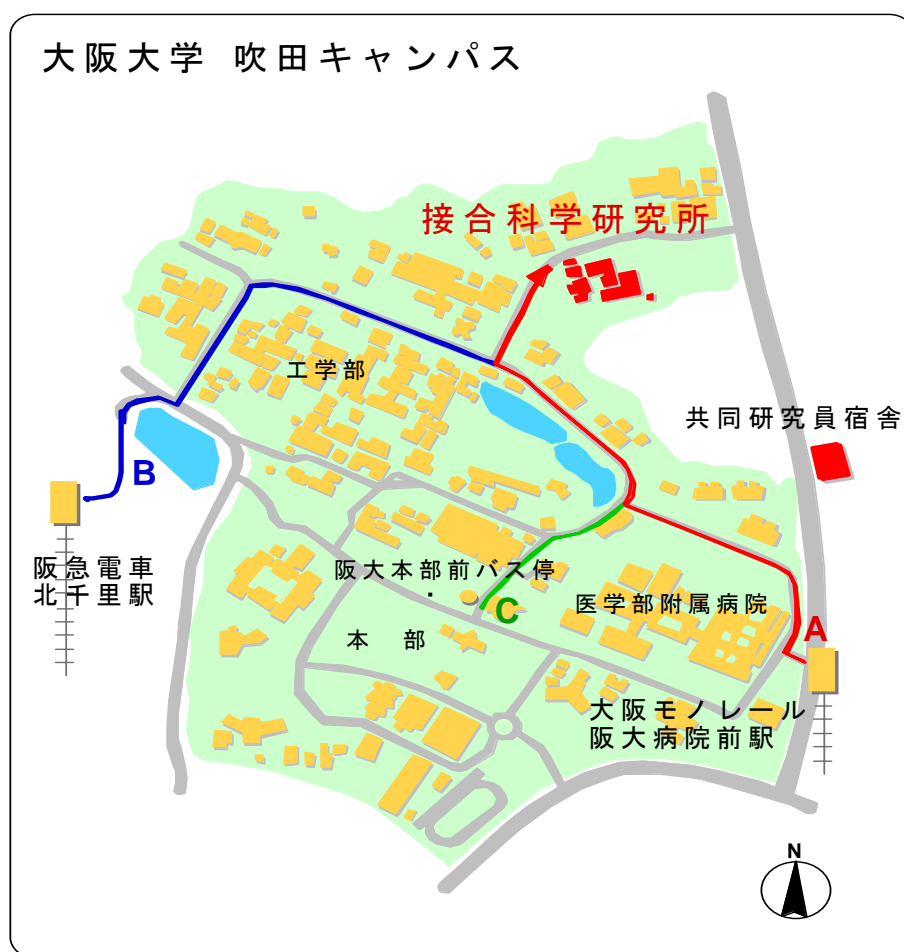 大阪大学 吹田キャンパス
接合科学研究所
工学部
共同研究員宿舎
B
阪急電車
北千里駅
阪大本部前バス停
・
C
医学部附属病院
A
本 部
大阪モノレール
阪大病院前駅
N